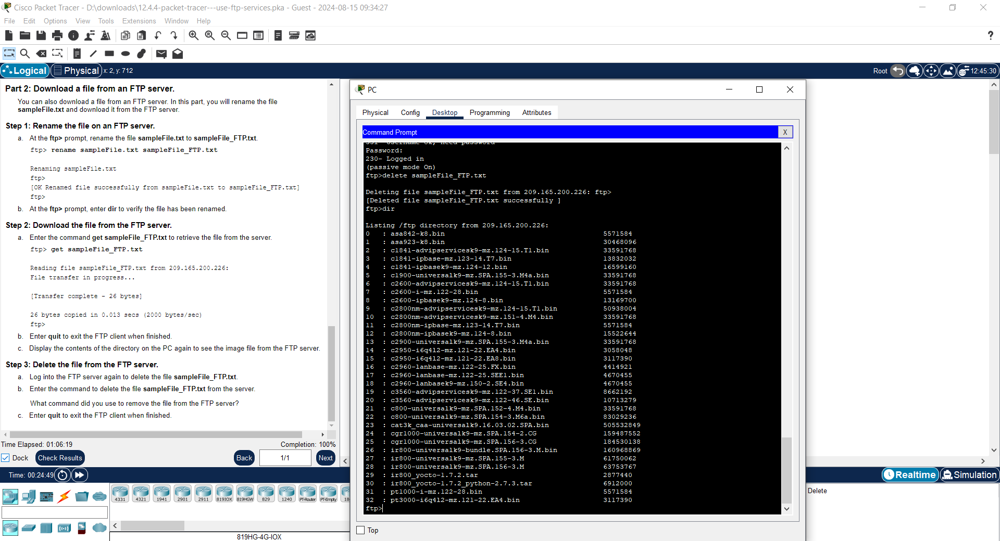 Cisco Packet Tracer - D:\downloads\12.4.4-packet-tracer---use-ftp-services.pka - Guest - 2024-08-15 09:34:27
File Edit Options View Tools Extensions Window Help
?
Logical Physical x: 2, y: 712
Root 12:45:30
Part 2: Download a file from an FTP server.
You can also download a file from an FTP server. In this part, you will rename the file
sampleFile.txt and download it from the FTP server.
Step 1: Rename the file on an FTP server.
a. At the ftp> prompt, rename the file sampleFile.txt to sampleFile_FTP.txt.
ftp> rename sampleFile.txt sampleFile_FTP.txt
Renaming sampleFile.txt
ftp>
[OK Renamed file successfully from sampleFile.txt to sampleFile_FTP.txt]
ftp>
b. At the ftp> prompt, enter dir to verify the file has been renamed.
Step 2: Download the file from the FTP server.
a. Enter the command get sampleFile_FTP.txt to retrieve the file from the server.
ftp> get sampleFile_FTP.txt
Reading file sampleFile_FTP.txt from 209.165.200.226:
File transfer in progress...
[Transfer complete - 26 bytes]
26 bytes copied in 0.013 secs (2000 bytes/sec)
ftp>
b. Enter quit to exit the FTP client when finished.
c. Display the contents of the directory on the PC again to see the image file from the FTP server.
Step 3: Delete the file from the FTP server.
a. Log into the FTP server again to delete the file sampleFile_FTP.txt.
b. Enter the command to delete the file sampleFile_FTP.txt from the server.
What command did you use to remove the file from the FTP server?
c. Enter quit to exit the FTP client when finished.
Time Elapsed: 01:06:19 Completion: 100%
Dock Check Results Back 1/1 Next
PC
Physical Config Desktop Programming Attributes
Command Prompt X
331- Username ok, need password
Password:
230- Logged in
(passive mode On)
ftp>delete sampleFile_FTP.txt
Deleting file sampleFile_FTP.txt from 209.165.200.226: ftp>
[Deleted file sampleFile_FTP.txt successfully ]
ftp>dir
Listing /ftp directory from 209.165.200.226:
0 : asa842-k8.bin 5571584
1 : asa923-k8.bin 30468096
2 : c1841-advipservicesk9-mz.124-15.T1.bin 33591768
3 : c1841-ipbase-mz.123-14.T7.bin 13832032
4 : c1841-ipbasek9-mz.124-12.bin 16599160
5 : c1900-universalk9-mz.SPA.155-3.M4a.bin 33591768
6 : c2600-advipservicesk9-mz.124-15.T1.bin 33591768
7 : c2600-i-mz.122-28.bin 5571584
8 : c2600-ipbasek9-mz.124-8.bin 13169700
9 : c2800nm-advipservicesk9-mz.124-15.T1.bin 50938004
10 : c2800nm-advipservicesk9-mz.151-4.M4.bin 33591768
11 : c2800nm-ipbase-mz.123-14.T7.bin 5571584
12 : c2800nm-ipbasek9-mz.124-8.bin 15522644
13 : c2900-universalk9-mz.SPA.155-3.M4a.bin 33591768
14 : c2950-i6q4l2-mz.121-22.EA4.bin 3058048
15 : c2950-i6q4l2-mz.121-22.EA8.bin 3117390
16 : c2960-lanbase-mz.122-25.FX.bin 4414921
17 : c2960-lanbase-mz.122-25.SEE1.bin 4670455
18 : c2960-lanbasek9-mz.150-2.SE4.bin 4670455
19 : c3560-advipservicesk9-mz.122-37.SE1.bin 8662192
20 : c3560-advipservicesk9-mz.122-46.SE.bin 10713279
21 : c800-universalk9-mz.SPA.152-4.M4.bin 33591768
22 : c800-universalk9-mz.SPA.154-3.M6a.bin 83029236
23 : cat3k_caa-universalk9.16.03.02.SPA.bin 505532849
24 : cgr1000-universalk9-mz.SPA.154-2.CG 159487552
25 : cgr1000-universalk9-mz.SPA.156-3.CG 184530138
26 : ir800-universalk9-bundle.SPA.156-3.M.bin 160968869
27 : ir800-universalk9-mz.SPA.155-3.M 61750062
28 : ir800-universalk9-mz.SPA.156-3.M 63753767
29 : ir800_yocto-1.7.2.tar 2877440
30 : ir800_yocto-1.7.2_python-2.7.3.tar 6912000
31 : pt1000-i-mz.122-28.bin 5571584
32 : pt3000-i6q4l2-mz.121-22.EA4.bin 3117390
ftp>
Top
Time: 00:24:49
Realtime Simulation
4331 4321 1941 2901 2911 819IOX 819HGW 829 1240 PT-Router PT-Empty 18
819HG-4G-IOX
Delete